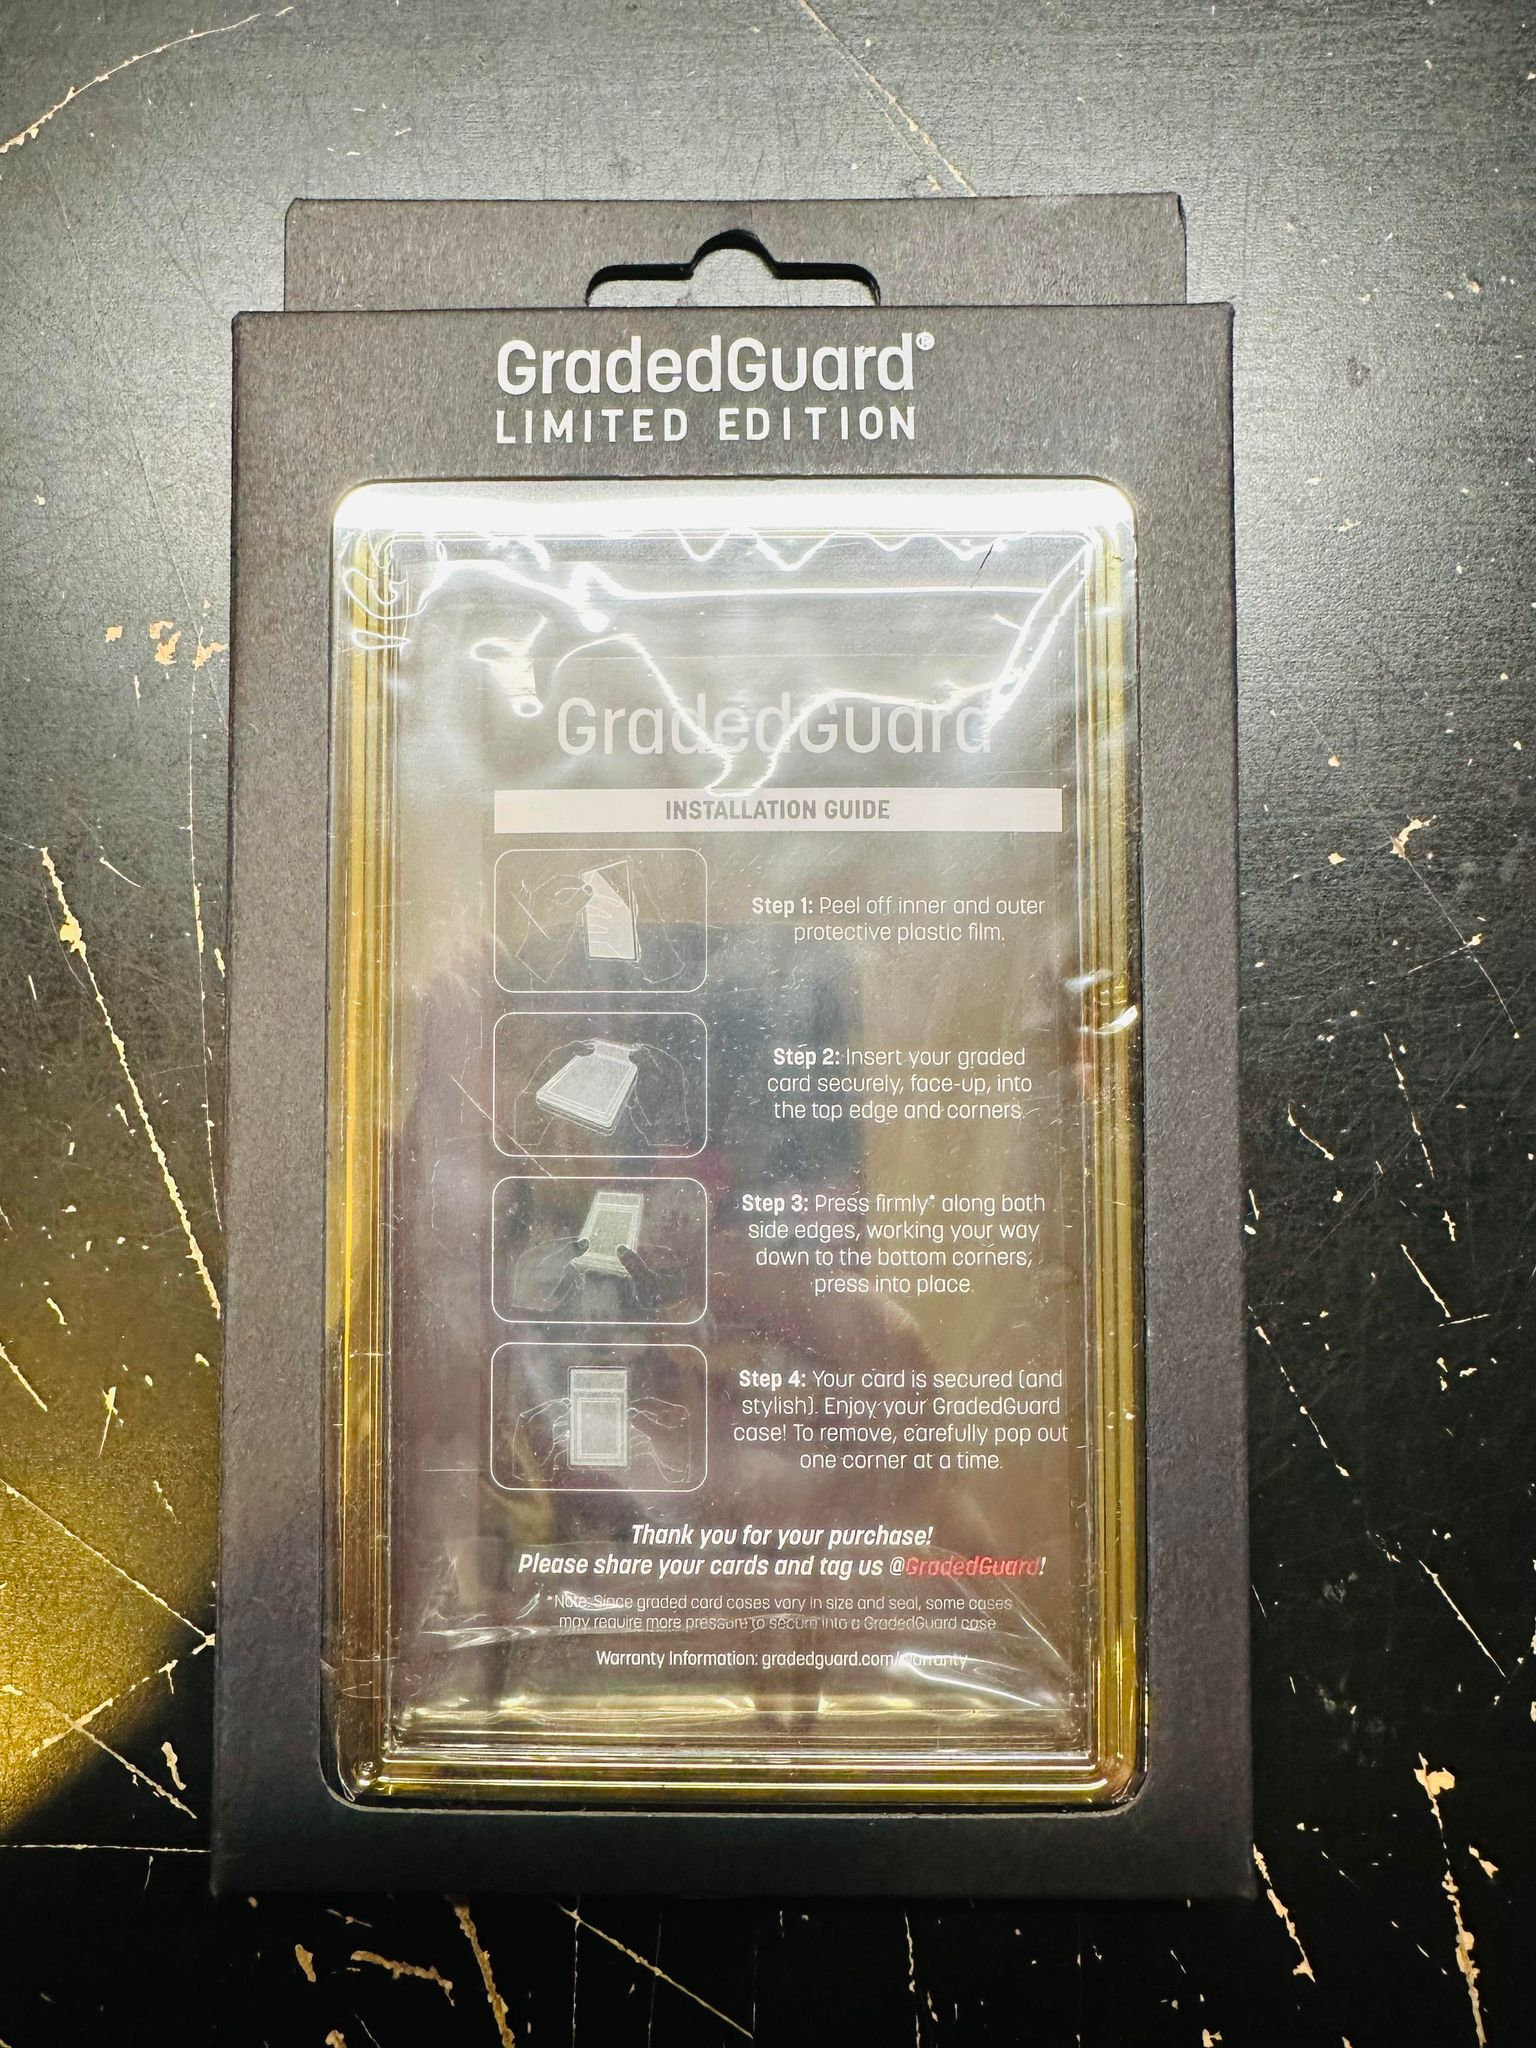 GradedGuard®
LIMITED EDITION
GradedGuard
INSTALLATION GUIDE
Step 1: Peel off inner and outer
protective plastic film.
Step 2: Insert your graded
card securely, face-up, into
the top edge and corners.
Step 3: Press firmly* along both
side edges, working your way
down to the bottom corners,
press into place.
Step 4: Your card is secured (and
stylish). Enjoy your GradedGuard
case! To remove, carefully pop out
one corner at a time.
Thank you for your purchase!
Please share your cards and tag us @GradedGuard!
*Note: Since graded card cases vary in size and seal, some cases
may require more pressure to secure into a GradedGuard case
Warranty Information: gradedguard.com/warranty